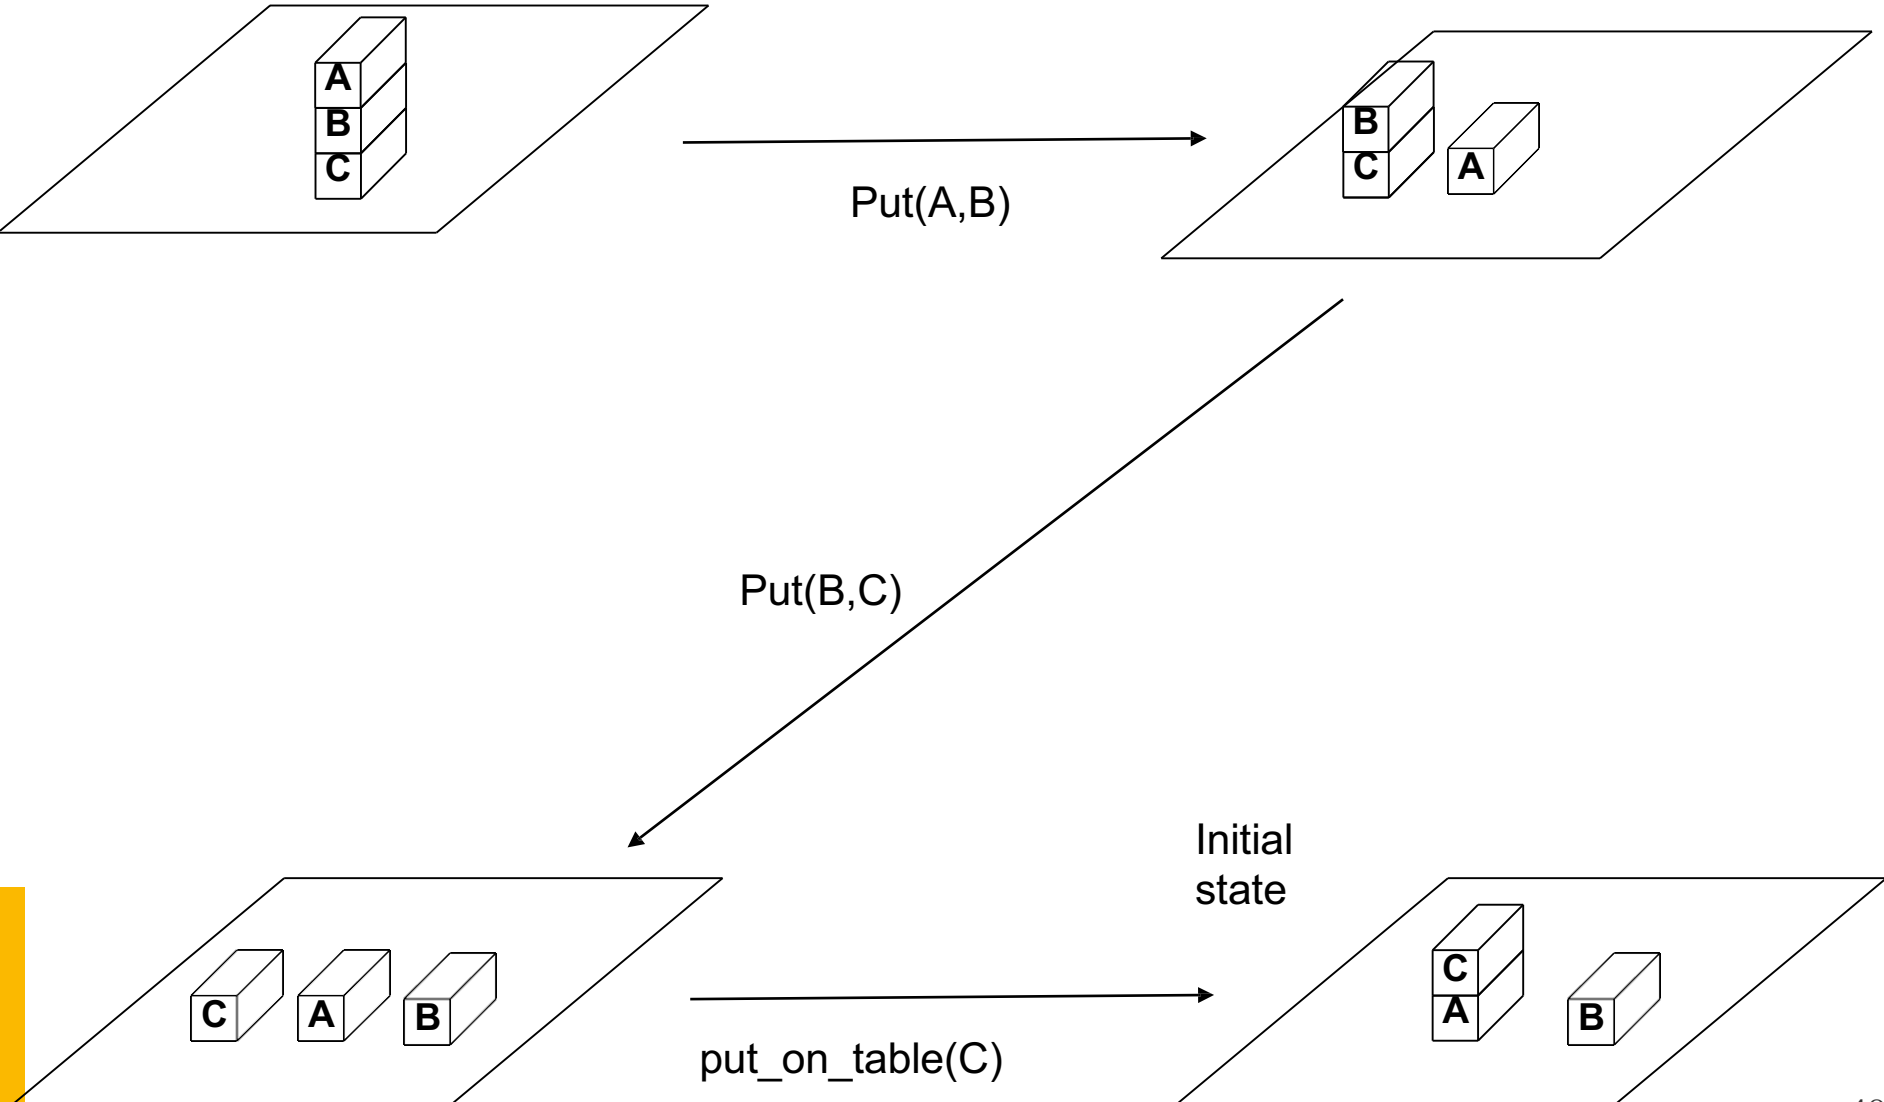 A
B
C
B
C
A
Put(A,B)
Put(B,C)
Initial
state
C
A
B
C
A
B
put_on_table(C)